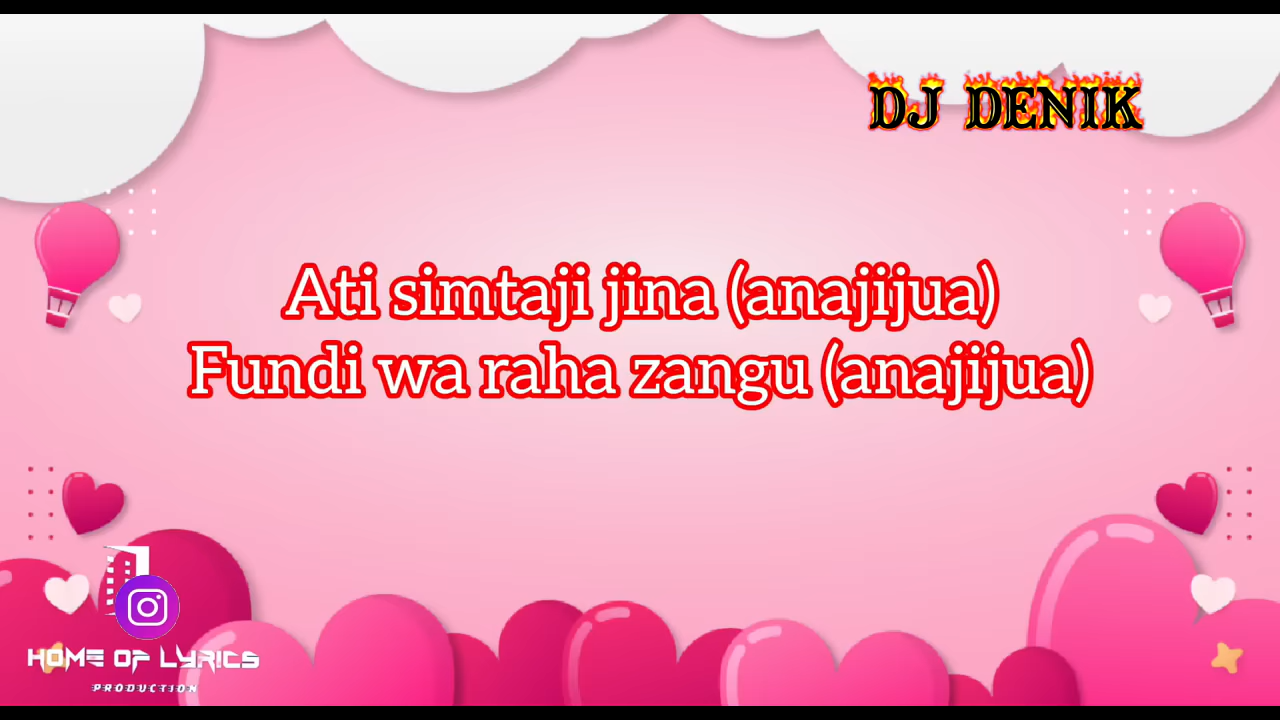 DJ DENIK
Ati simtaji jina (anajijua)
Fundi wa raha zangu (anajijua)
HOME OF LYRICS
PRODUCTION